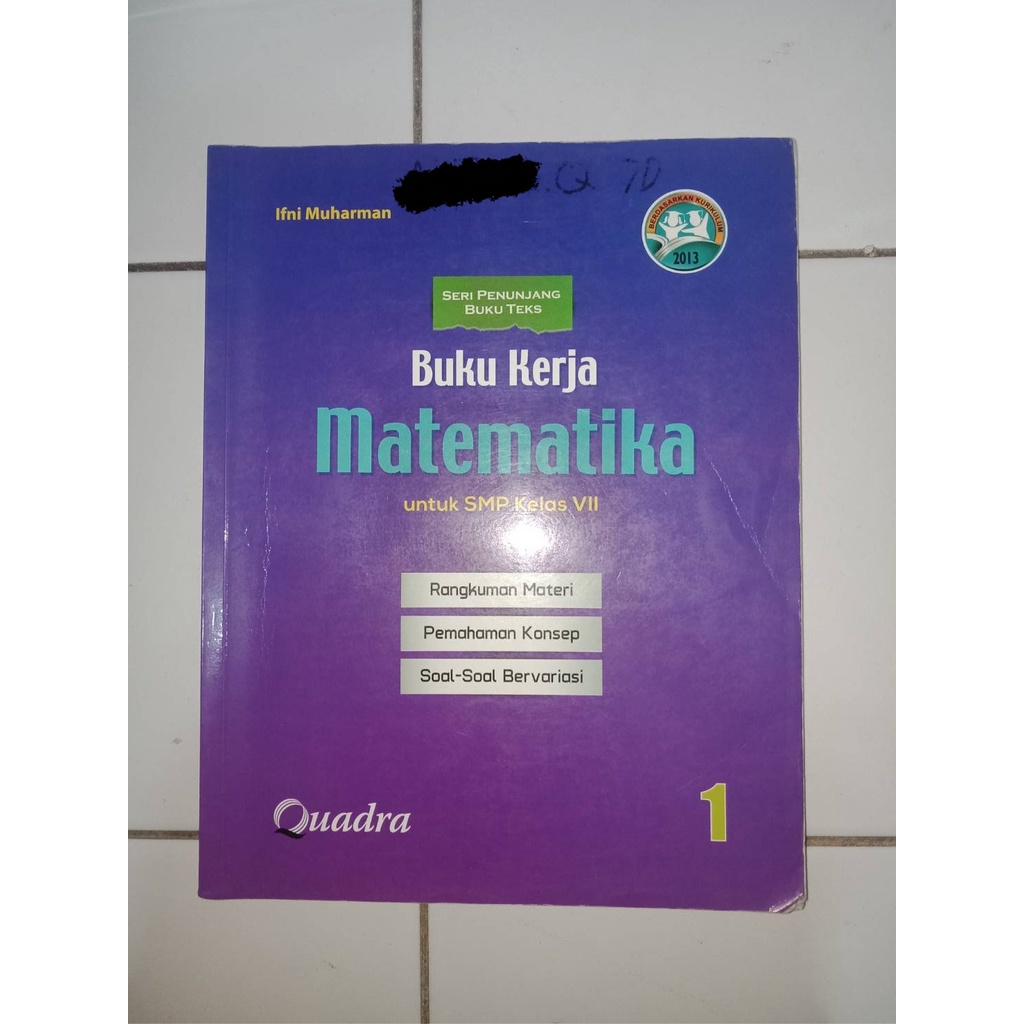 Q 7D
Ifni Muharman
BERDASARKAN KURIKULUM
2013
SERI PENUNJANG
BUKU TEKS
Buku Kerja
Matematika
untuk SMP Kelas VII
Rangkuman Materi
Pemahaman Konsep
Soal-Soal Bervariasi
Quadra
1